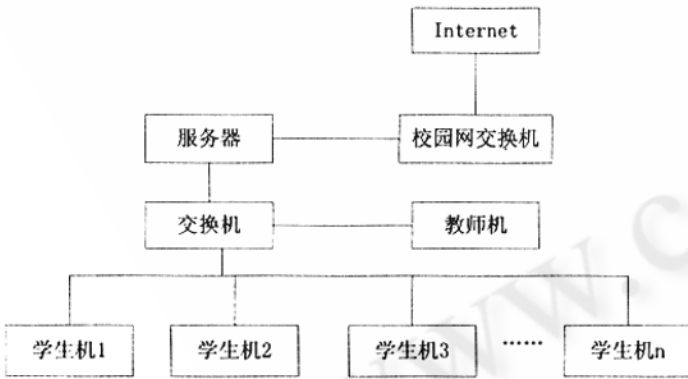 Internet
服务器
校园网交换机
交换机
教师机
学生机1
学生机2
学生机3
……
学生机n
www.c